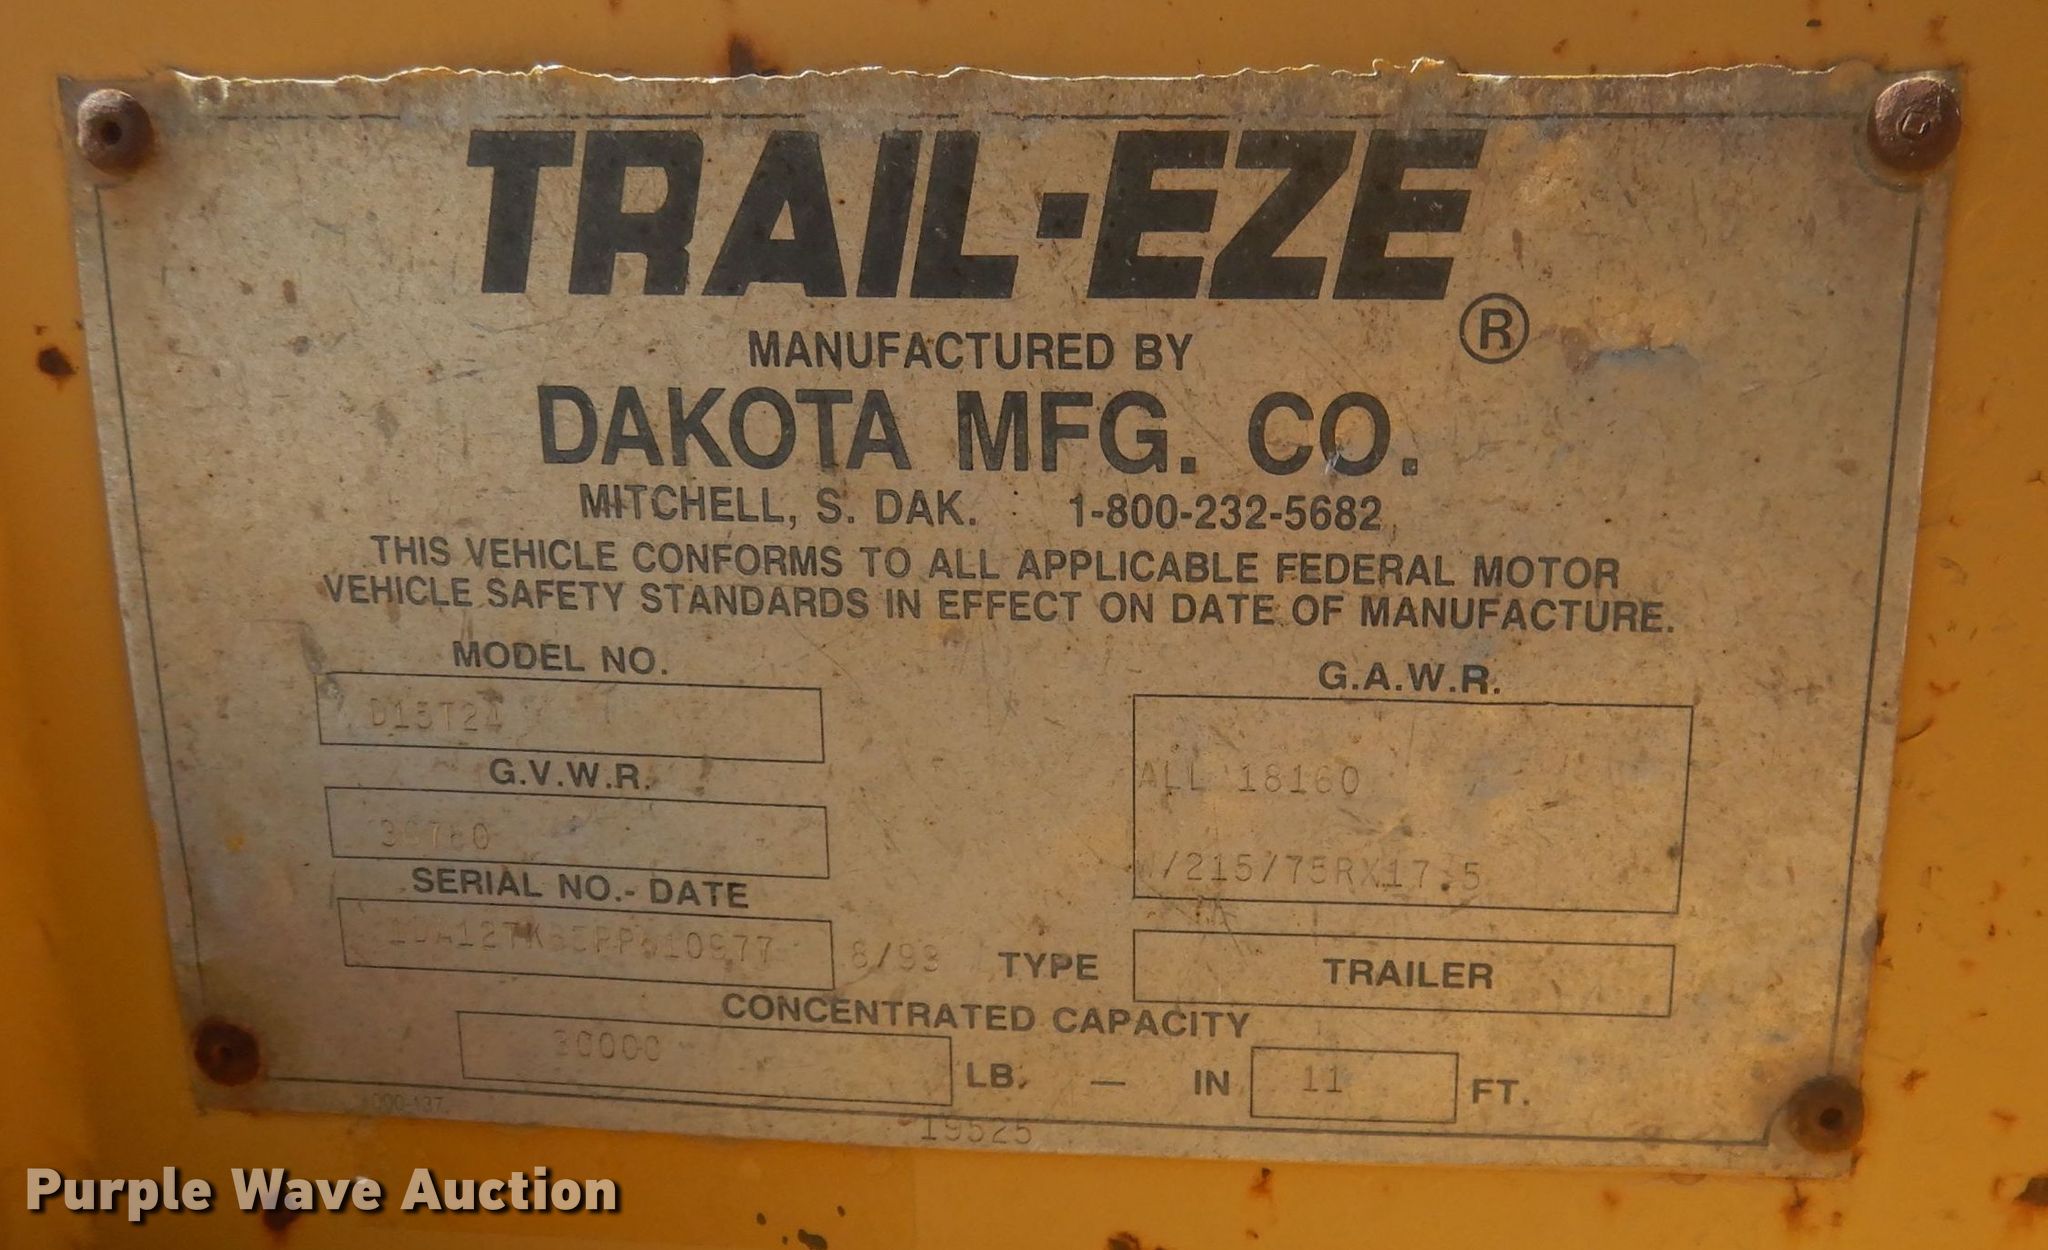 TRAIL-EZE ®
MANUFACTURED BY
DAKOTA MFG. CO.
MITCHELL, S. DAK. 1-800-232-5682
THIS VEHICLE CONFORMS TO ALL APPLICABLE FEDERAL MOTOR
VEHICLE SAFETY STANDARDS IN EFFECT ON DATE OF MANUFACTURE.
MODEL NO.
D15T24
G.V.W.R.
SERIAL NO.- DATE
8/93
G.A.W.R.
ALL 18160
W/215/75RX17.5
TYPE TRAILER
CONCENTRATED CAPACITY
30000 LB. — IN 11 FT.
000-137
19525
Purple Wave Auction